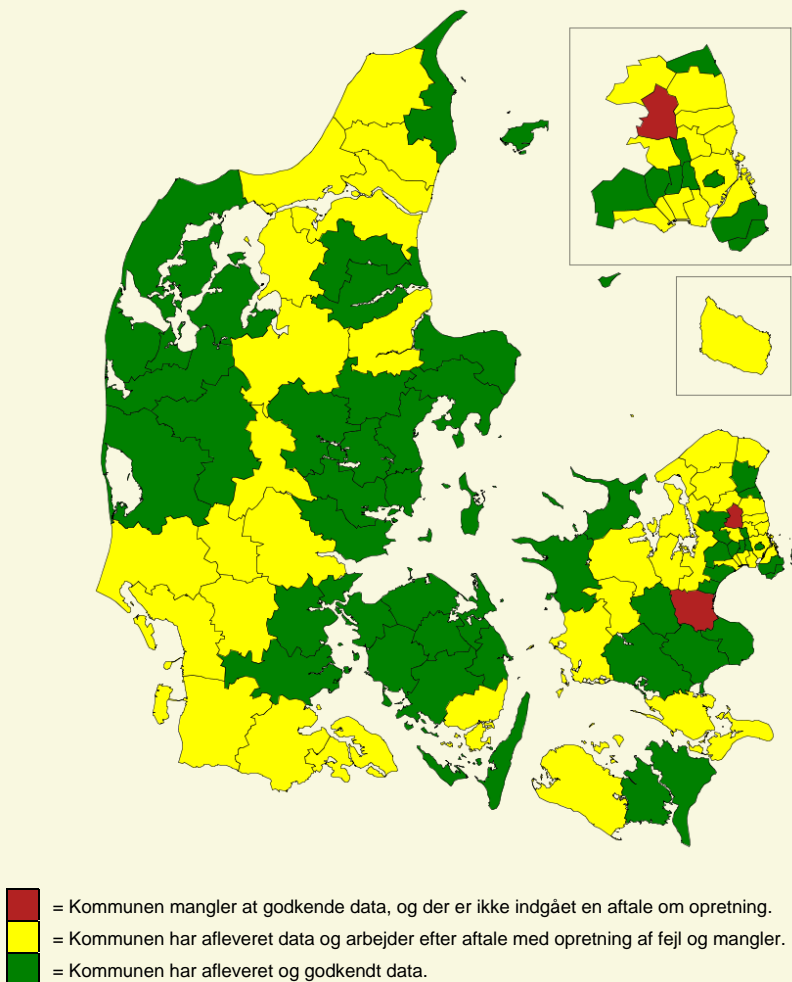 = Kommunen mangler at godkende data, og der er ikke indgået en aftale om opretning.
= Kommunen har afleveret data og arbejder efter aftale med opretning af fejl og mangler.
= Kommunen har afleveret og godkendt data.